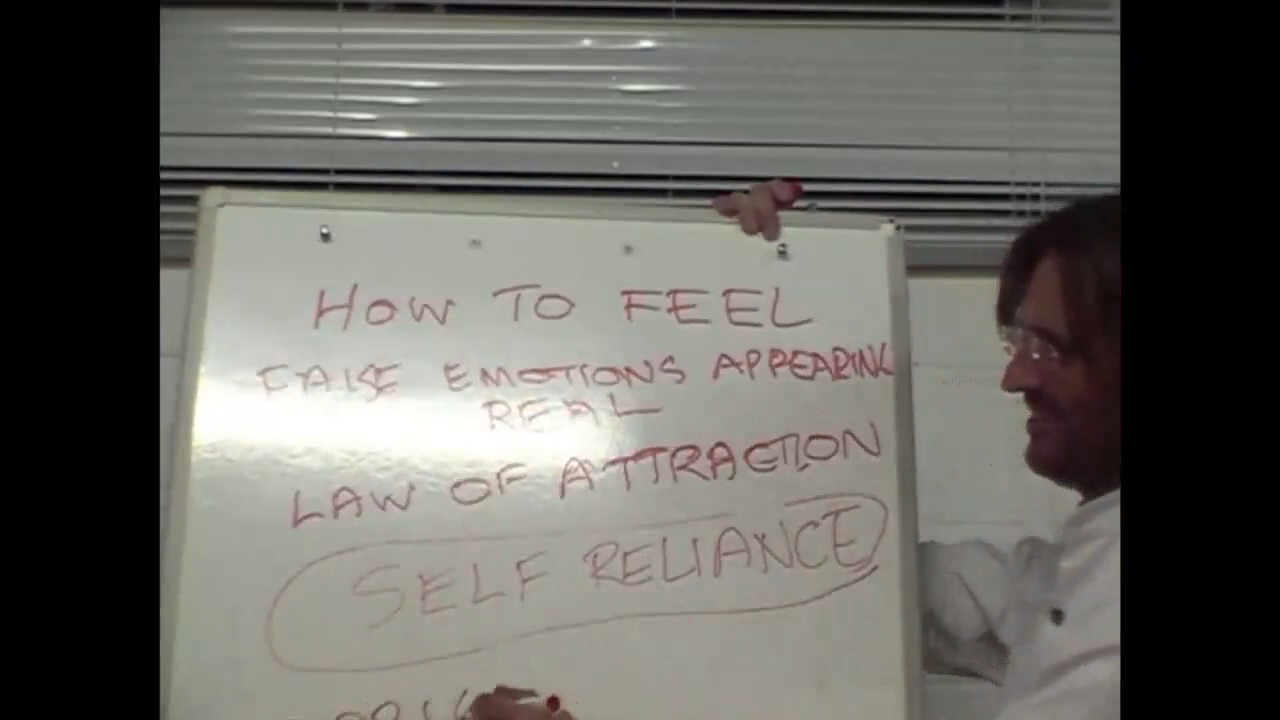 HOW TO FEEL
FALSE EMOTIONS APPEARING
REAL
LAW OF ATTRACTION
SELF RELIANCE